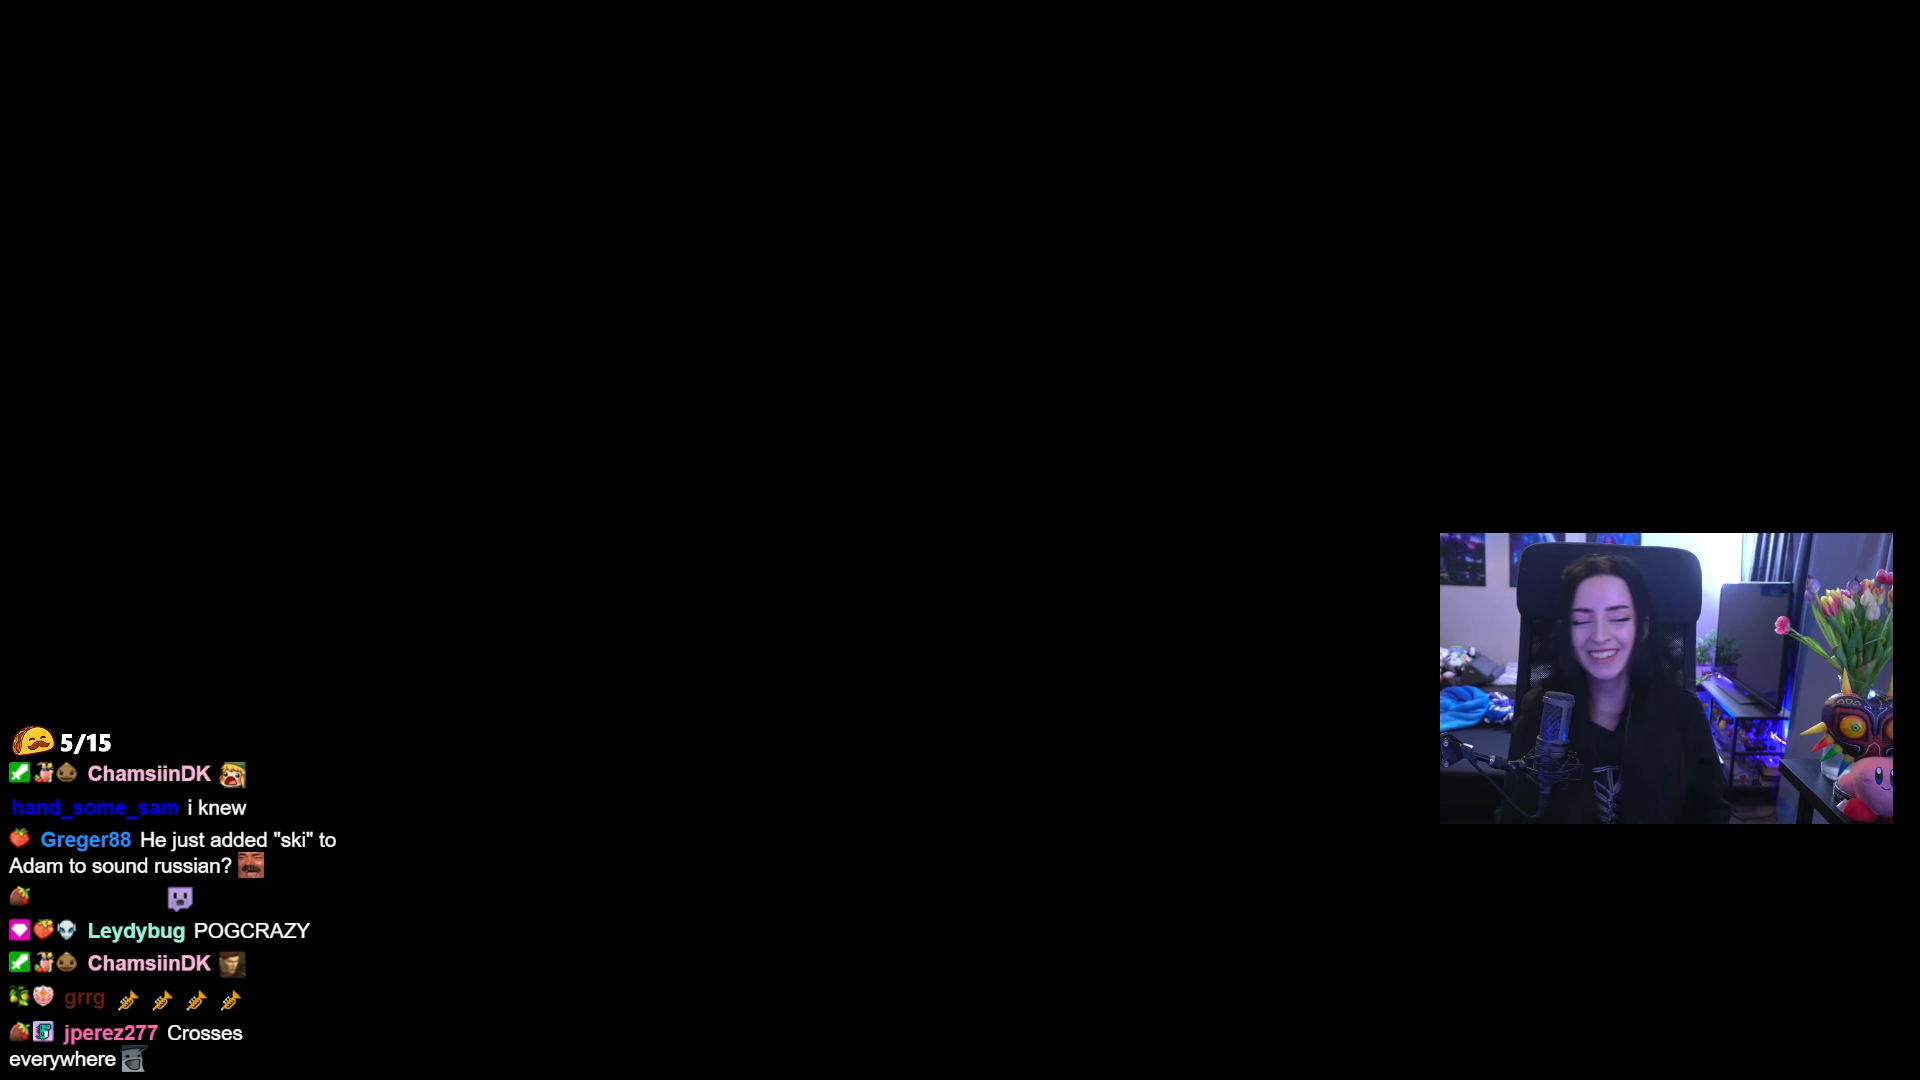 5/15
ChamsiinDK
hand_some_sam i knew
Greger88 He just added "ski" to
Adam to sound russian?
Leydybug POGCRAZY
ChamsiinDK
grrg
jperez277 Crosses
everywhere